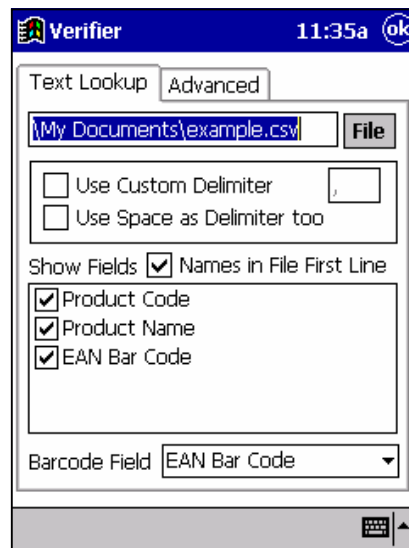 Verifier 11:35a ok
Text Lookup Advanced
\My Documents\example.csv File
Use Custom Delimiter ,
Use Space as Delimiter too
Show Fields Names in File First Line
Product Code
Product Name
EAN Bar Code
Barcode Field EAN Bar Code